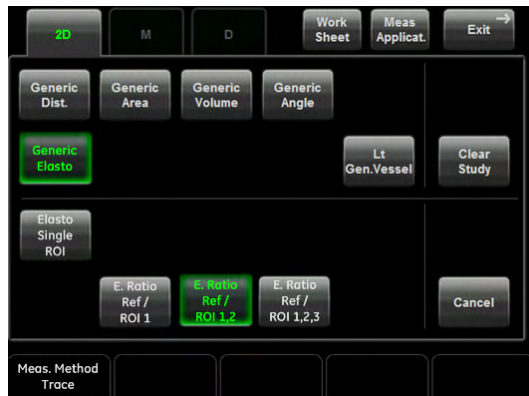 2D
M
D
Work
Sheet
Meas
Applicat.
Exit
Generic
Dist.
Generic
Area
Generic
Volume
Generic
Angle
Generic
Elasto
Lt
Gen.Vessel
Clear
Study
Elasto
Single
ROI
E. Ratio
Ref /
ROI 1
E. Ratio
Ref /
ROI 1,2
E. Ratio
Ref /
ROI 1,2,3
Cancel
Meas. Method
Trace